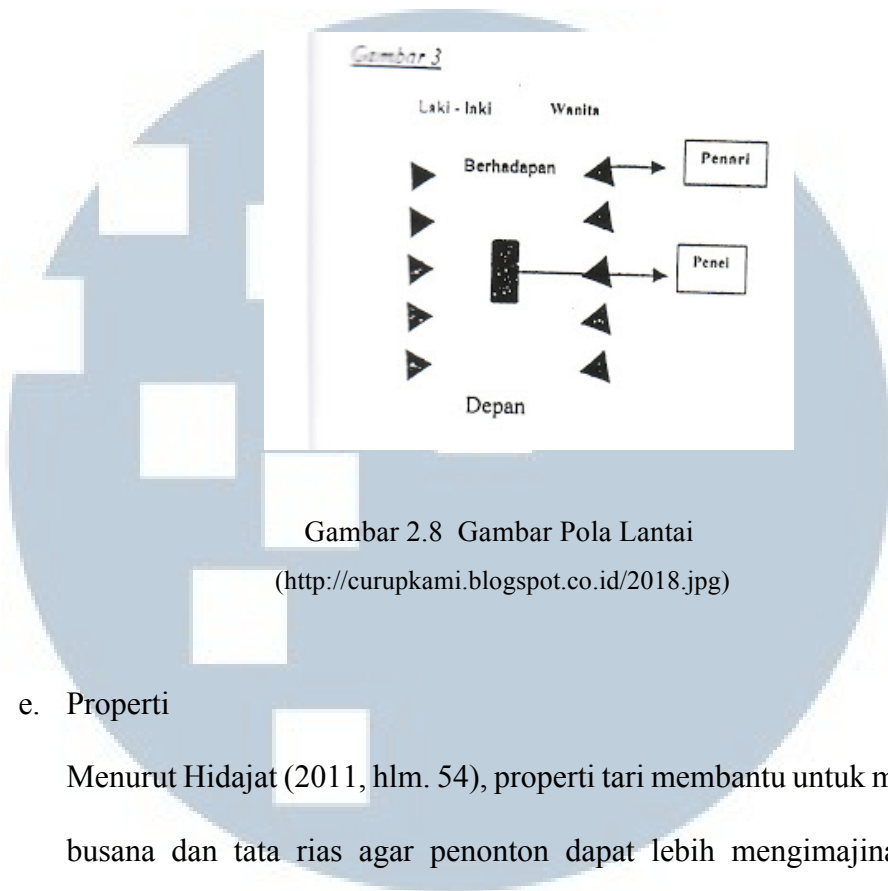 Gambar 3
Laki - laki Wanita
Berhadapan Penari
Penei
Depan
Gambar 2.8 Gambar Pola Lantai
(http://curupkami.blogspot.co.id/2018.jpg)
e. Properti
Menurut Hidajat (2011, hlm. 54), properti tari membantu untuk m
busana dan tata rias agar penonton dapat lebih mengimajina